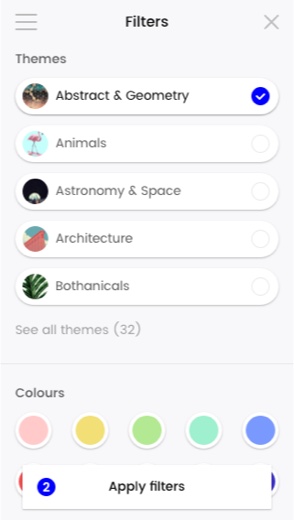 Filters
Themes
Abstract & Geometry
Animals
Astronomy & Space
Architecture
Bothanicals
See all themes (32)
Colours
2 Apply filters